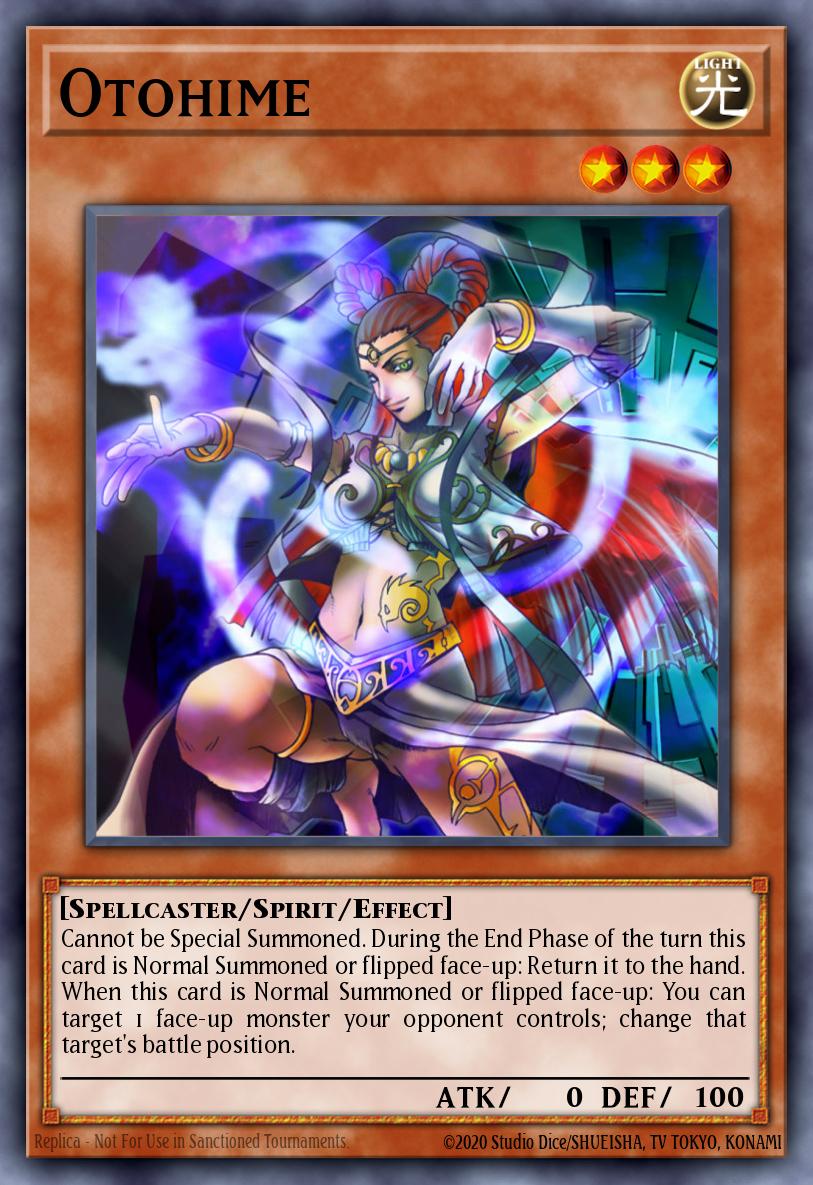 Otohime
LIGHT
光
[Spellcaster/Spirit/Effect]
Cannot be Special Summoned. During the End Phase of the turn this
card is Normal Summoned or flipped face-up: Return it to the hand.
When this card is Normal Summoned or flipped face-up: You can
target 1 face-up monster your opponent controls; change that
target's battle position.
ATK/ 0 DEF/ 100
Replica - Not For Use in Sanctioned Tournaments.
©2020 Studio Dice/SHUEISHA, TV TOKYO, KONAMI